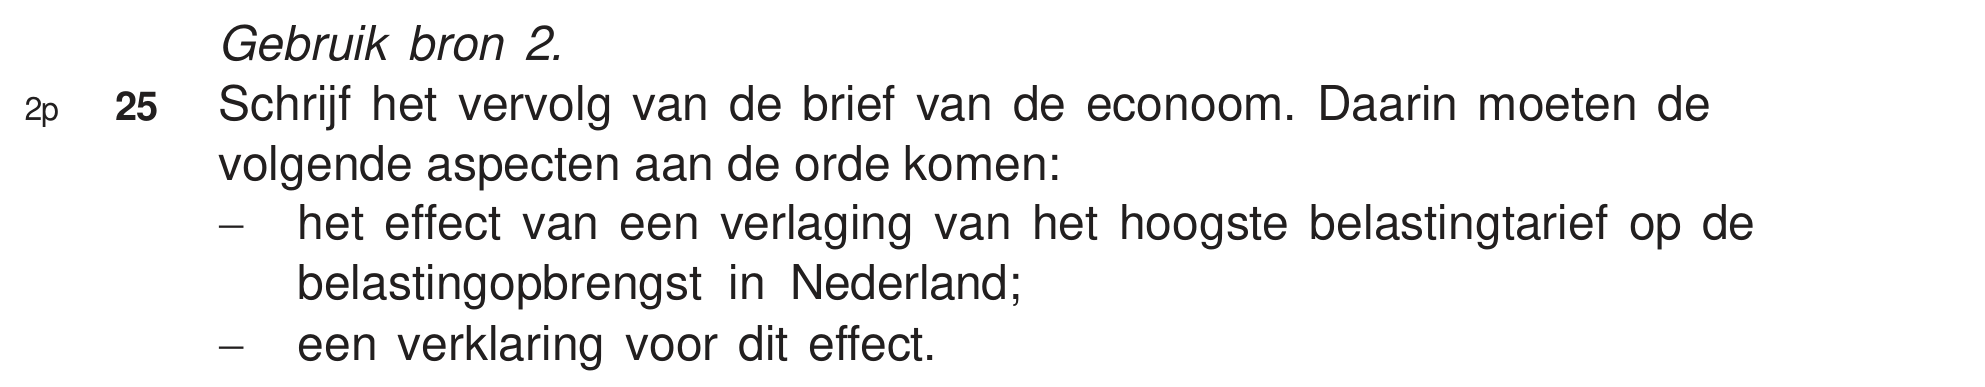 Gebruik bron 2.
2p 25 Schrijf het vervolg van de brief van de econoom. Daarin moeten de
volgende aspecten aan de orde komen:
– het effect van een verlaging van het hoogste belastingtarief op de
belastingopbrengst in Nederland;
– een verklaring voor dit effect.